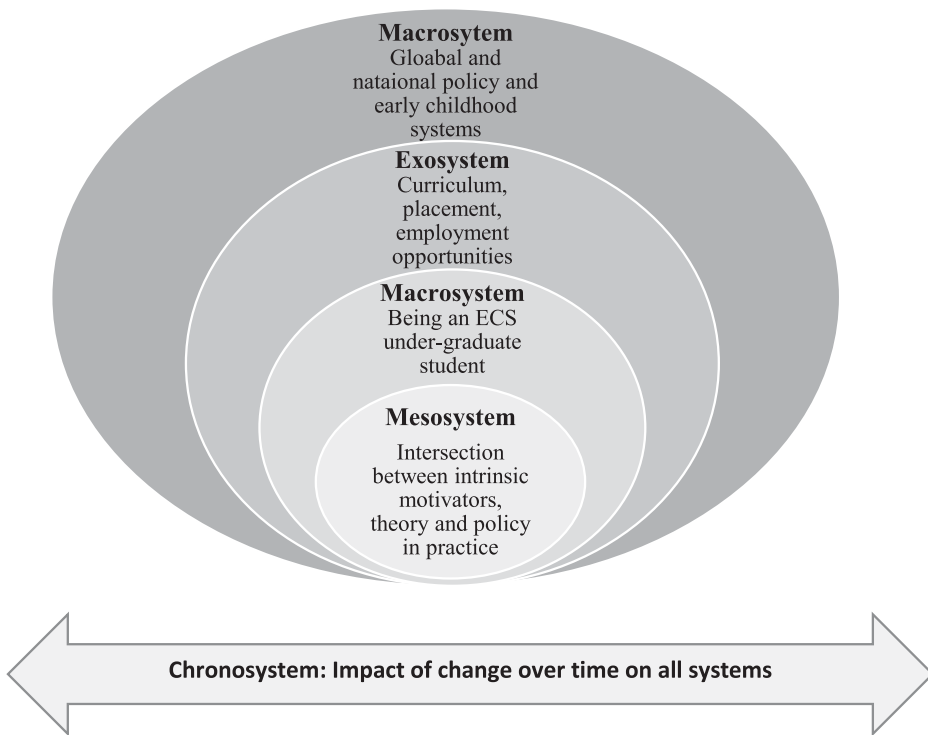 Macrosytem
Gloabal and
nataional policy and
early childhood
systems
Exosystem
Curriculum,
placement,
employment
opportunities
Macrosystem
Being an ECS
under-graduate
student
Mesosystem
Intersection
between intrinsic
motivators,
theory and policy
in practice
Chronosystem: Impact of change over time on all systems